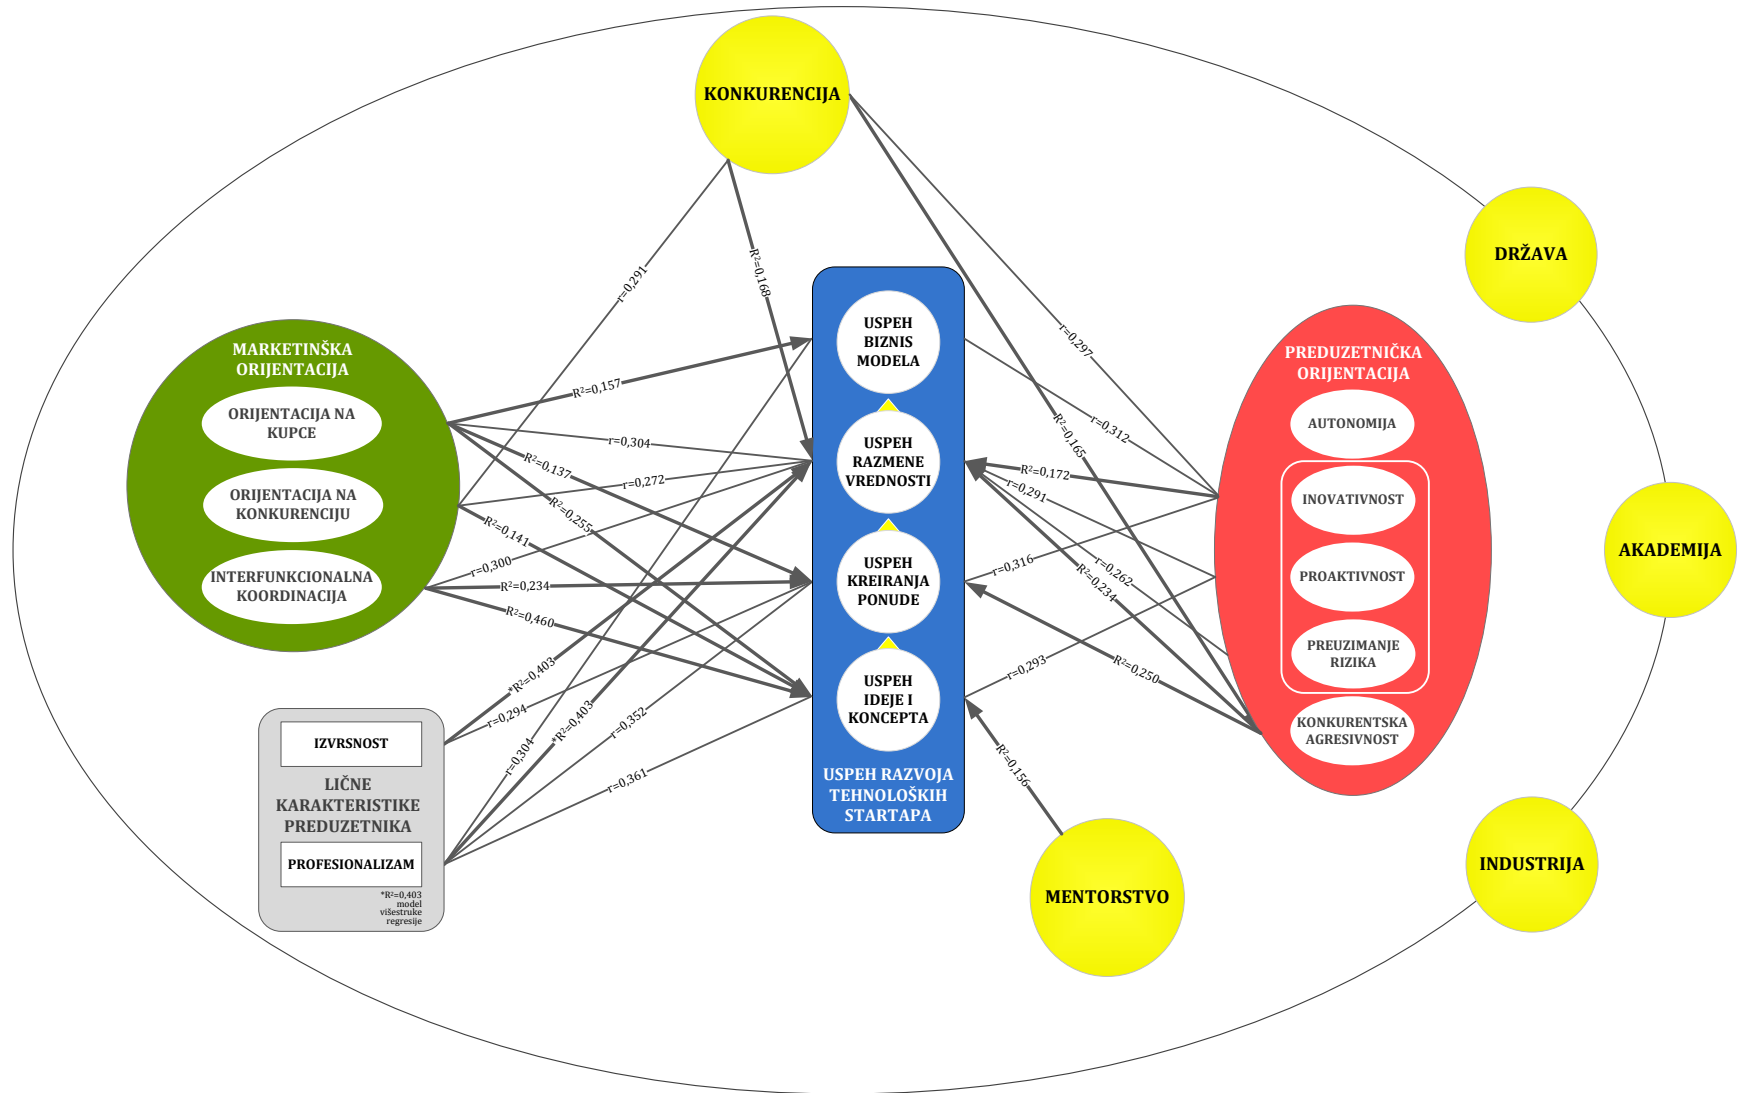 KONKURENCIJA
DRŽAVA
AKADEMIJA
INDUSTRIJA
MENTORSTVO
MARKETINŠKA
ORIJENTACIJA
ORIJENTACIJA NA
KUPCE
ORIJENTACIJA NA
KONKURENCIJU
INTERFUNKCIONALNA
KOORDINACIJA
IZVRSNOST
LIČNE
KARAKTERISTIKE
PREDUZETNIKA
PROFESIONALIZAM
*R²=0,403
model
višestruke
regresije
USPEH
BIZNIS
MODELA
USPEH
RAZMENE
VREDNOSTI
USPEH
KREIRANJA
PONUDE
USPEH
IDEJE I
KONCEPTA
USPEH RAZVOJA
TEHNOLOŠKIH
STARTAPA
PREDUZETNIČKA
ORIJENTACIJA
AUTONOMIJA
INOVATIVNOST
PROAKTIVNOST
PREUZIMANJE
RIZIKA
KONKURENTSKA
AGRESIVNOST
r=0,291
R²=0,168
r=0,297
R²=0,165
R²=0,157
r=0,304
R²=0,137
r=0,272
R²=0,255
R²=0,141
r=0,300
R²=0,234
R²=0,460
*R²=0,403
r=0,294
r=0,304
*R²=0,403
r=0,352
r=0,361
r=0,312
R²=0,172
r=0,291
r=0,316
r=0,262
R²=0,234
r=0,293
R²=0,250
R²=0,156